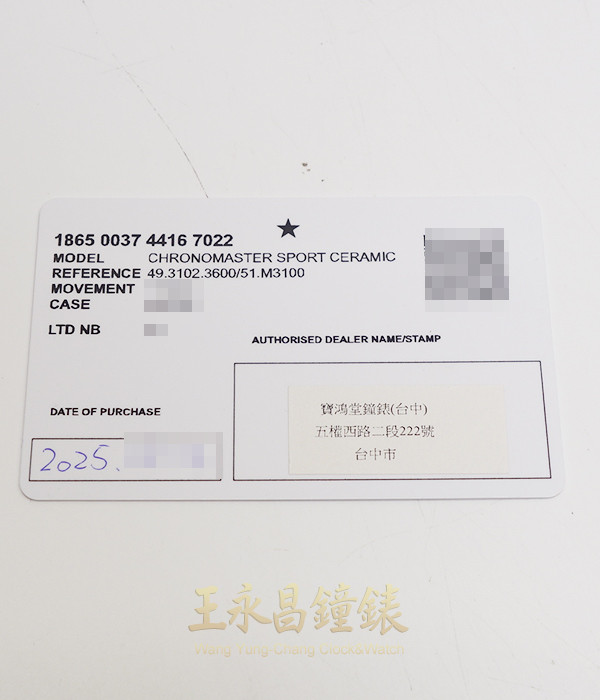 1865 0037 4416 7022
MODEL CHRONOMASTER SPORT CERAMIC
REFERENCE 49.3102.3600/51.M3100
MOVEMENT
CASE
LTD NB
AUTHORISED DEALER NAME/STAMP
寶鴻堂鐘錶(台中)
五權西路二段222號
台中市
DATE OF PURCHASE
2025.
王永昌鐘錶
Wang Yung Chang Clock&Watch